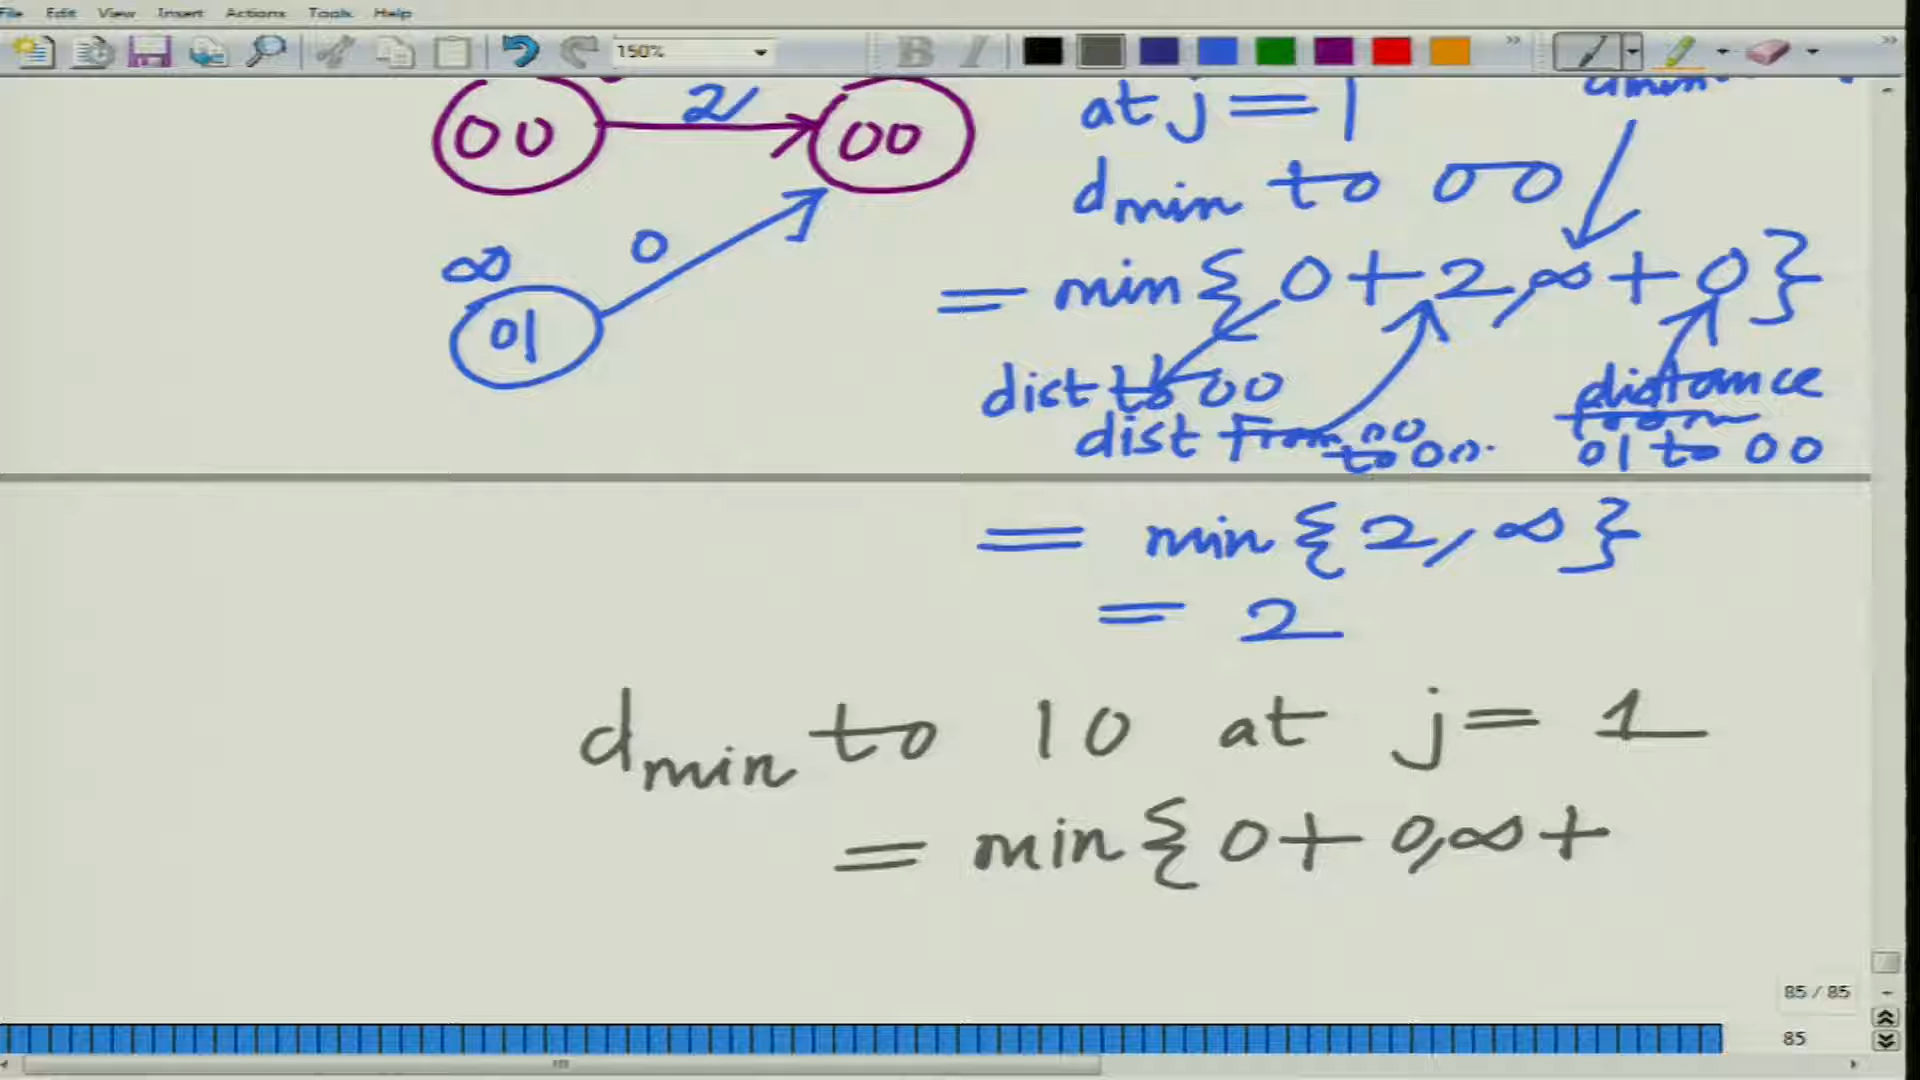 File Edit View Insert Actions Tools Help
150%
dmin
at j = 1
00 2 00
dmin to 00
∞ 0
= min{0+2,∞+0}
01
dist to 00
distance
from
dist from 00
to 00.
01 to 00
= min{2,∞}
= 2
dmin to 10 at j = 1
= min{0+0,∞+
85 / 85
85